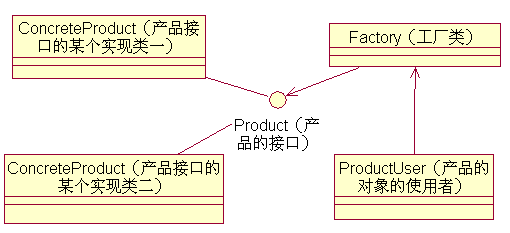 ConcreteProduct（产品接
口的某个实现类一）
Factory（工厂类）
Product（产
品的接口）
ConcreteProduct（产品接口的
某个实现类二）
ProductUser（产品的
对象的使用者）